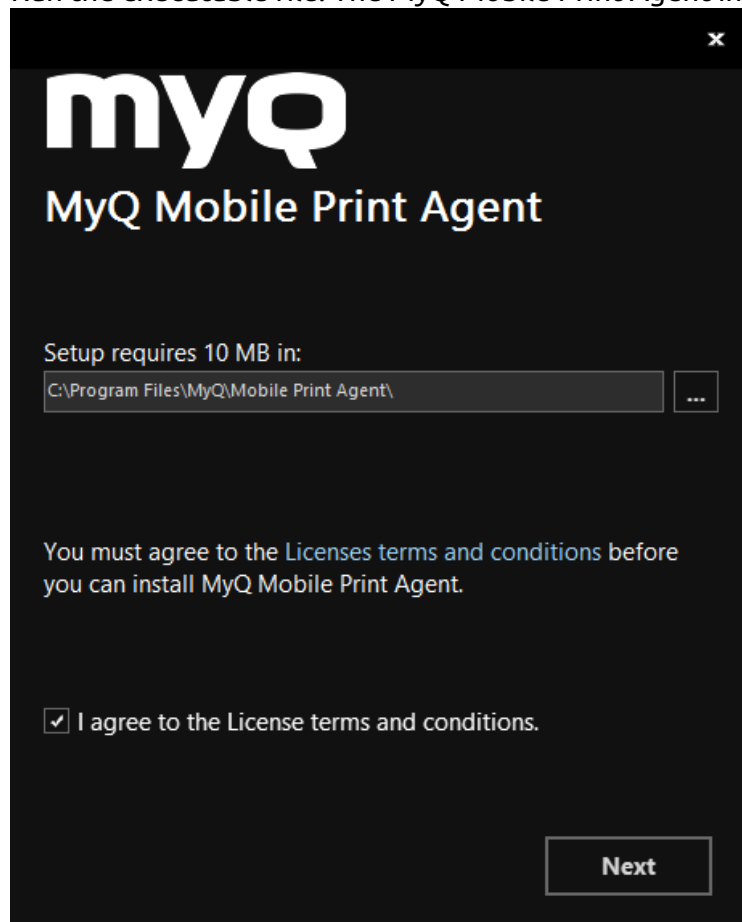 myQ
MyQ Mobile Print Agent
Setup requires 10 MB in:
C:\Program Files\MyQ\Mobile Print Agent\
...
You must agree to the Licenses terms and conditions before
you can install MyQ Mobile Print Agent.
I agree to the License terms and conditions.
Next